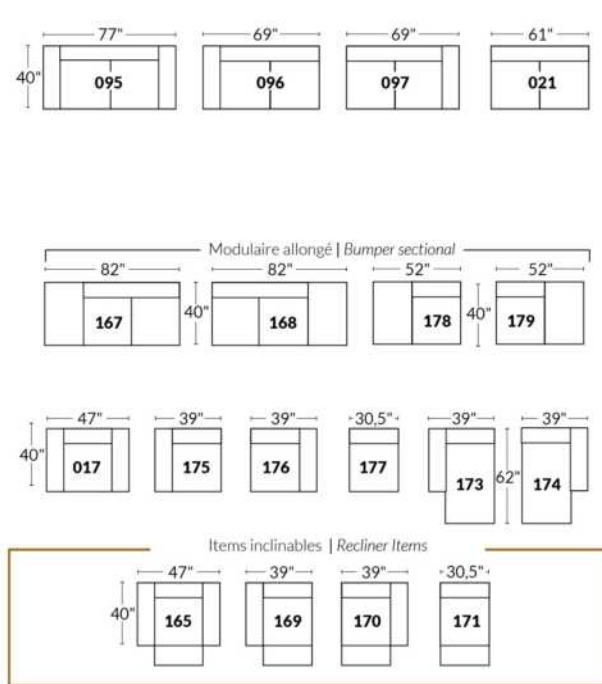 77" 69" 69" 61"
40" 095 096 097 021
Modulaire allongé | Bumper sectional
82" 82" 52" 52"
167 40" 168 178 40" 179
47" 39" 39" 30,5" 39" 39"
40" 017 175 176 177 173 62" 174
Items inclinables | Recliner Items
47" 39" 39" 30,5"
40" 165 169 170 171